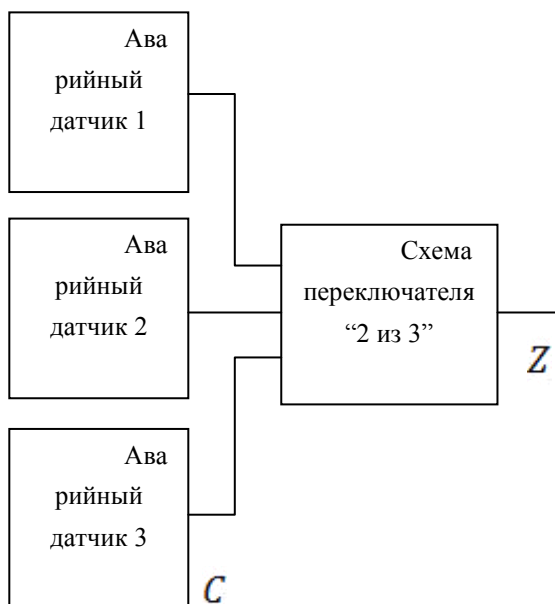 Ава
рийный
датчик 1
Ава
рийный
датчик 2
Схема
переключателя
“2 из 3”
Z
Ава
рийный
датчик 3
C